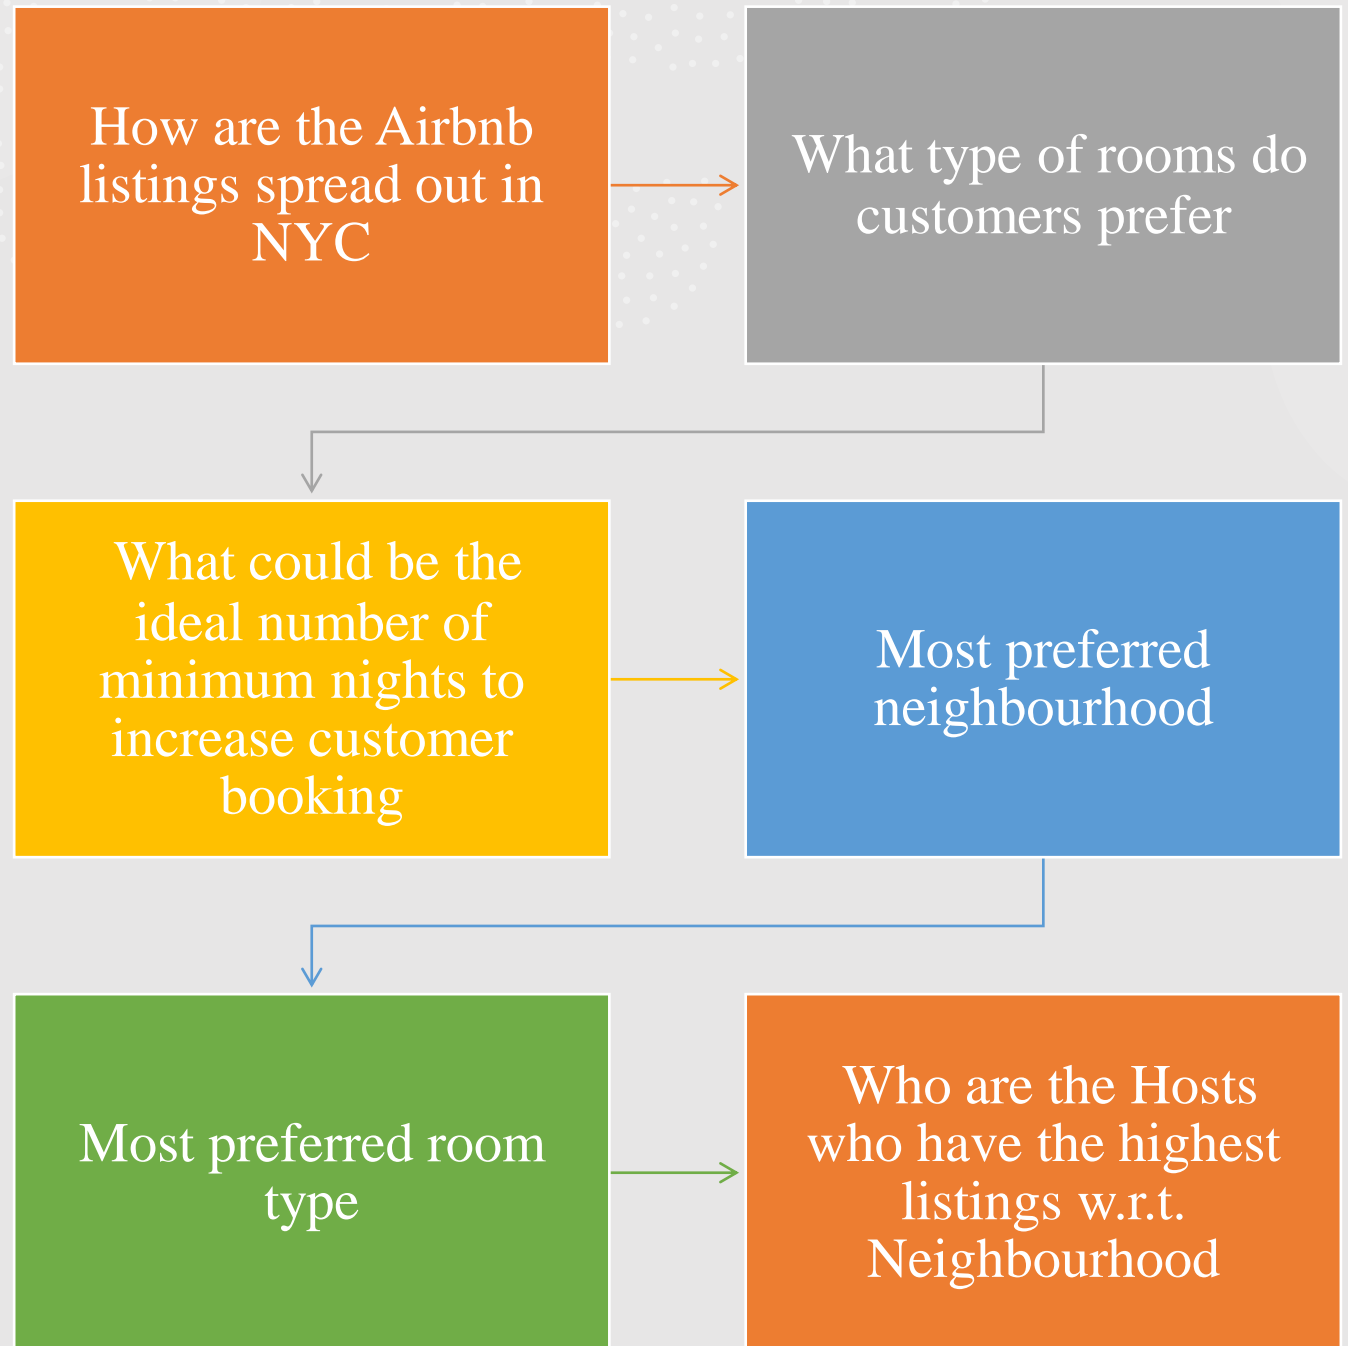 How are the Airbnb
listings spread out in
NYC
What type of rooms do
customers prefer
What could be the
ideal number of
minimum nights to
increase customer
booking
Most preferred
neighbourhood
Most preferred room
type
Who are the Hosts
who have the highest
listings w.r.t.
Neighbourhood